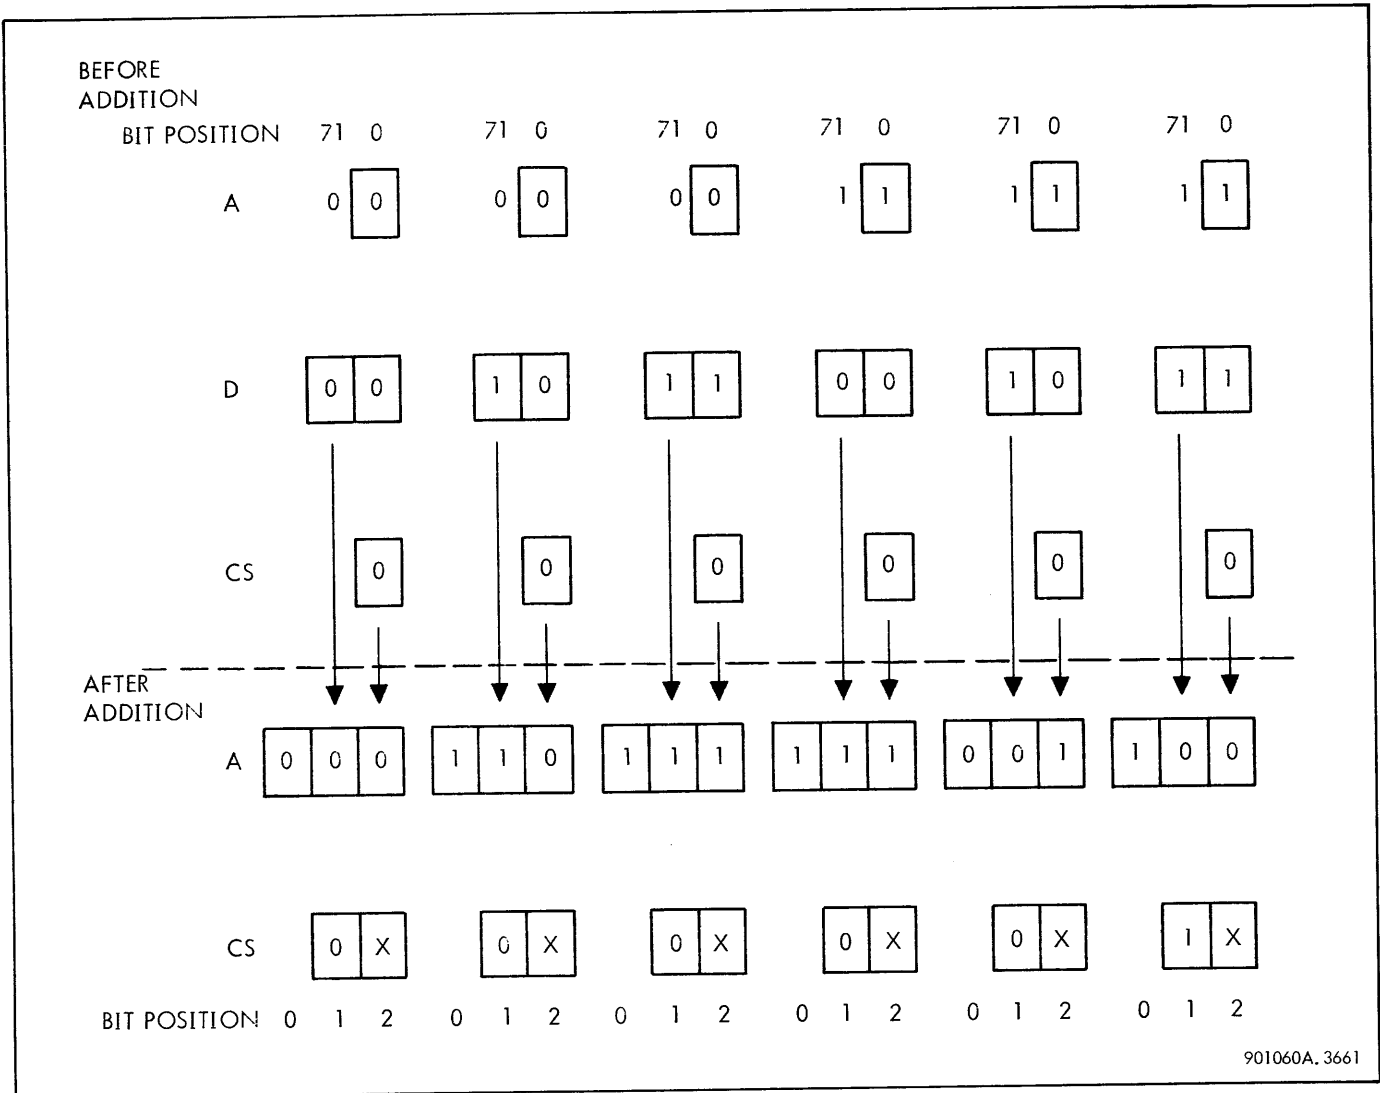 BEFORE
ADDITION
BIT POSITION 71 0 71 0 71 0 71 0 71 0 71 0
A 0 0 0 0 0 0 1 1 1 1 1 1
D 0 0 1 0 1 1 0 0 1 0 1 1
CS 0 0 0 0 0 0
AFTER
ADDITION
A 0 0 0 1 1 0 1 1 1 1 1 1 0 0 1 1 0 0
CS 0 X 0 X 0 X 0 X 0 X 1 X
BIT POSITION 0 1 2 0 1 2 0 1 2 0 1 2 0 1 2 0 1 2
901060A. 3661